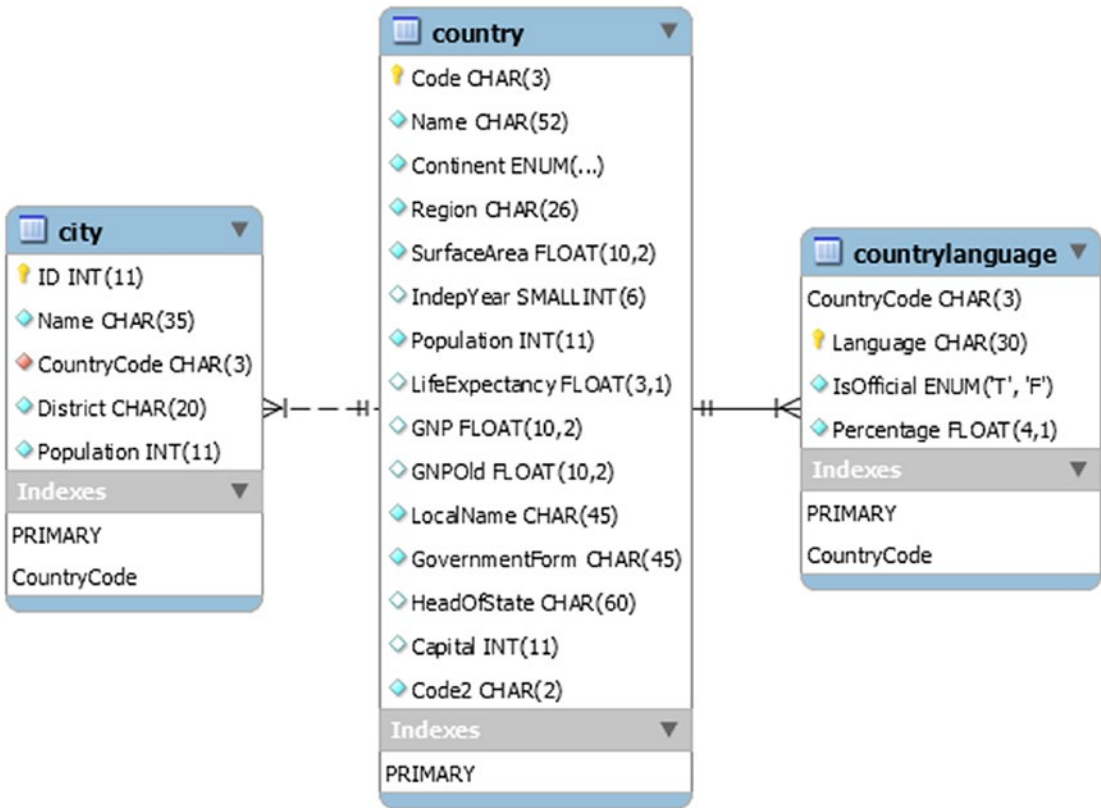 city
ID INT(11)
Name CHAR(35)
CountryCode CHAR(3)
District CHAR(20)
Population INT(11)
Indexes
PRIMARY
CountryCode
country
Code CHAR(3)
Name CHAR(52)
Continent ENUM(...)
Region CHAR(26)
SurfaceArea FLOAT(10,2)
IndepYear SMALLINT(6)
Population INT(11)
LifeExpectancy FLOAT(3,1)
GNP FLOAT(10,2)
GNPOld FLOAT(10,2)
LocalName CHAR(45)
GovernmentForm CHAR(45)
HeadOfState CHAR(60)
Capital INT(11)
Code2 CHAR(2)
Indexes
PRIMARY
countrylanguage
CountryCode CHAR(3)
Language CHAR(30)
IsOfficial ENUM('T', 'F')
Percentage FLOAT(4,1)
Indexes
PRIMARY
CountryCode